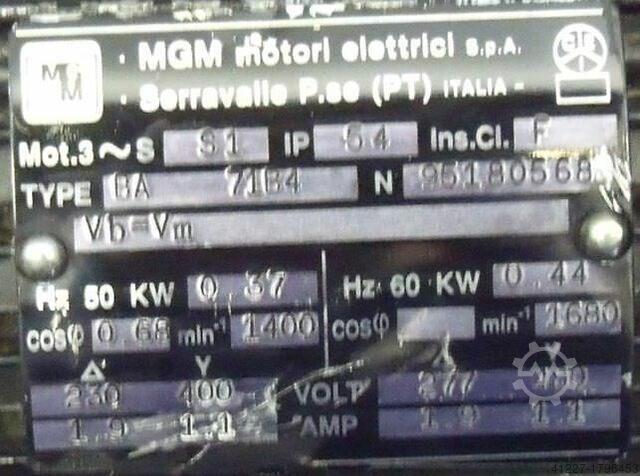 MGM motori elettrici S.p.A.
Serravalle P.se (PT) ITALIA
Mot.3~S S1 IP 54 Ins.Cl. F
TYPE BA 71B4 N 95180568
Vb=Vm
Hz 50 KW 0.37 Hz 60 KW 0.44
cosφ 0 68 min-1 1400 cosφ min-1 1680
Δ Y Y
230 400 VOLT 277
1.9 1.1 AMP 1.9 1.1
41227-1796453